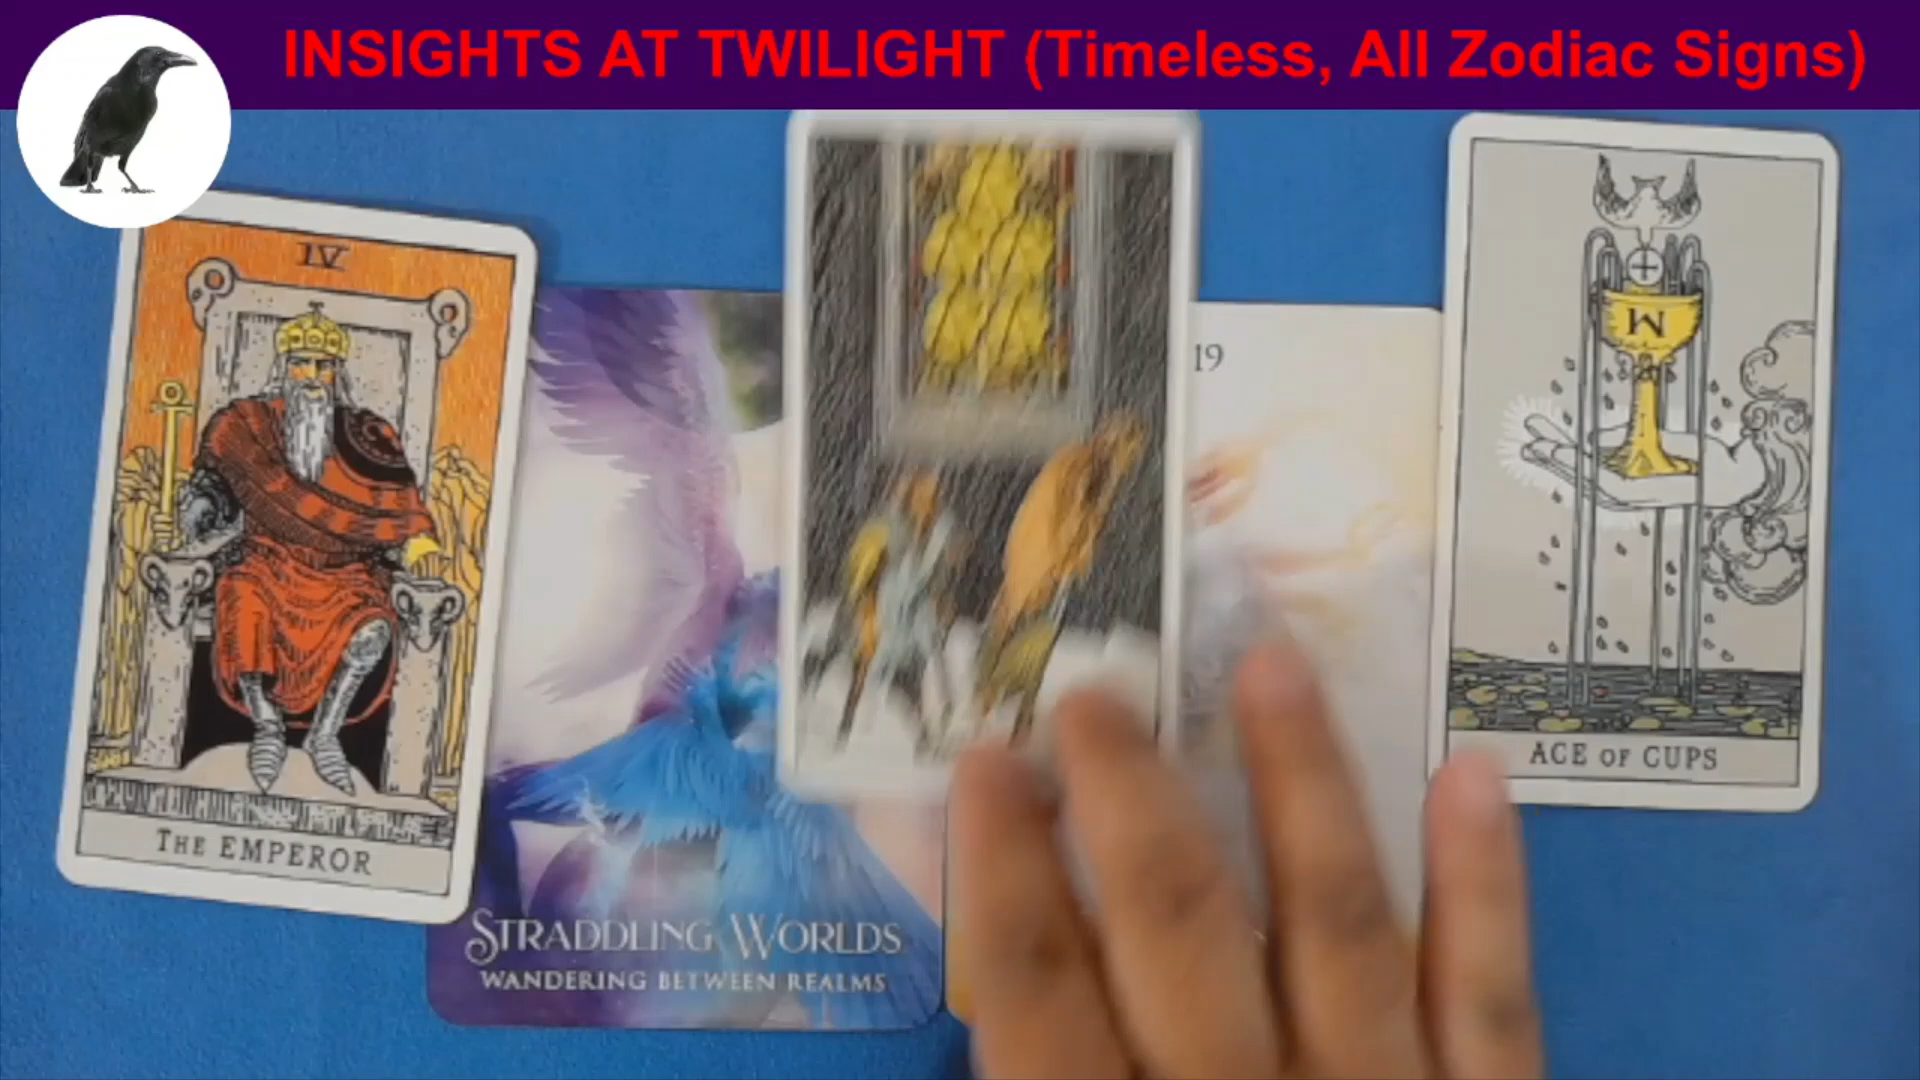 INSIGHTS AT TWILIGHT (Timeless, All Zodiac Signs)
IV
THE EMPEROR
STRADDLING WORLDS
WANDERING BETWEEN REALMS
19
W
ACE OF CUPS